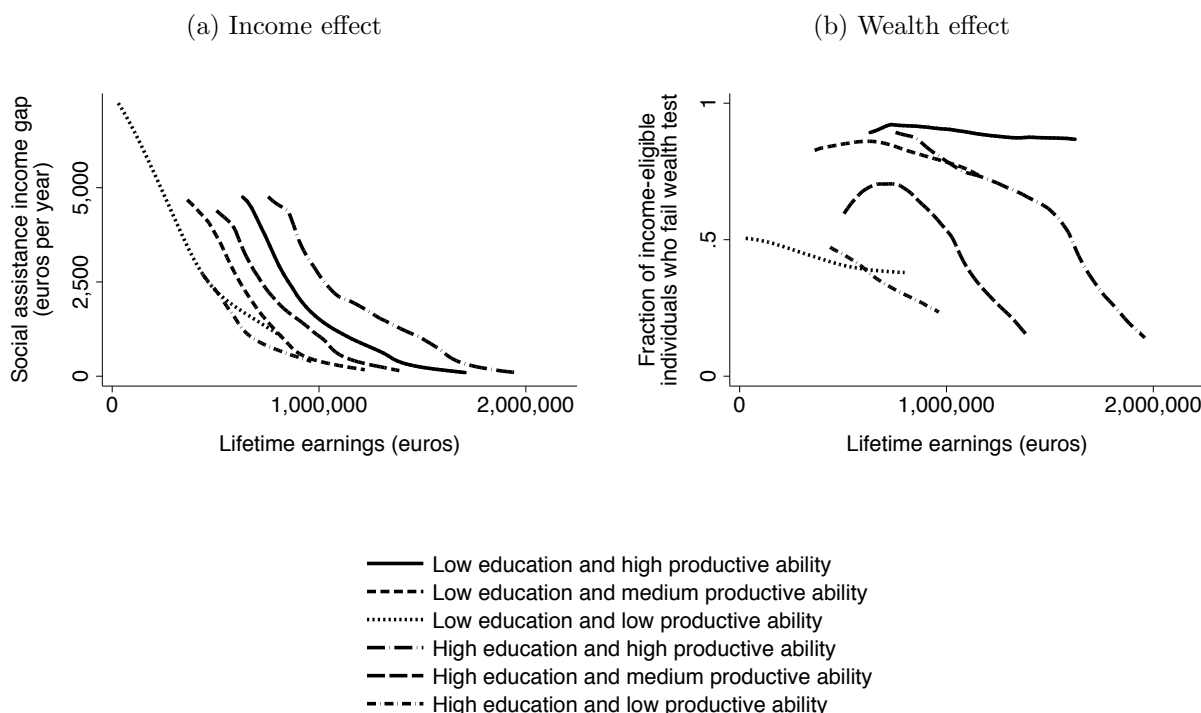 (a) Income effect
Social assistance income gap
(euros per year)
5,000
2,500
0
0
1,000,000
2,000,000
Lifetime earnings (euros)
(b) Wealth effect
Fraction of income-eligible
individuals who fail wealth test
1
.5
0
0
1,000,000
2,000,000
Lifetime earnings (euros)
Low education and high productive ability
Low education and medium productive ability
Low education and low productive ability
High education and high productive ability
High education and medium productive ability
High education and low productive ability